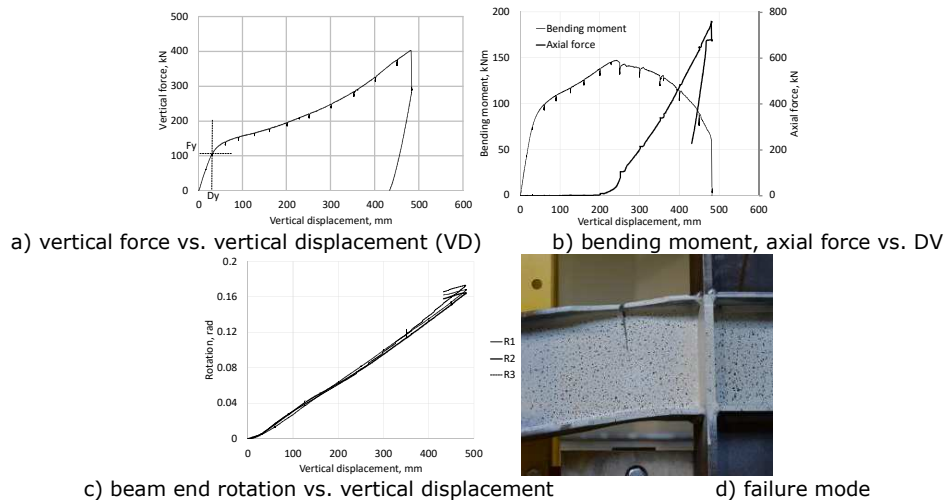 500
400
300
200
100
0
Vertical force, kN
Fy
Dy
0 100 200 300 400 500 600
Vertical displacement, mm
200
150
100
50
0
Bending moment, kNm
Bending moment
Axial force
800
600
400
200
0
Axial force, kN
0 100 200 300 400 500 600
Vertical displacement, mm
a) vertical force vs. vertical displacement (VD)
b) bending moment, axial force vs. DV
0.2
0.16
0.12
0.08
0.04
0
Rotation, rad
R1
R2
R3
0 100 200 300 400 500
Vertical displacement, mm
c) beam end rotation vs. vertical displacement
d) failure mode